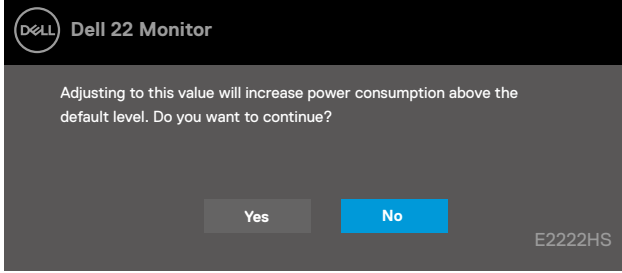 DELL Dell 22 Monitor
Adjusting to this value will increase power consumption above the
default level. Do you want to continue?
Yes No
E2222HS